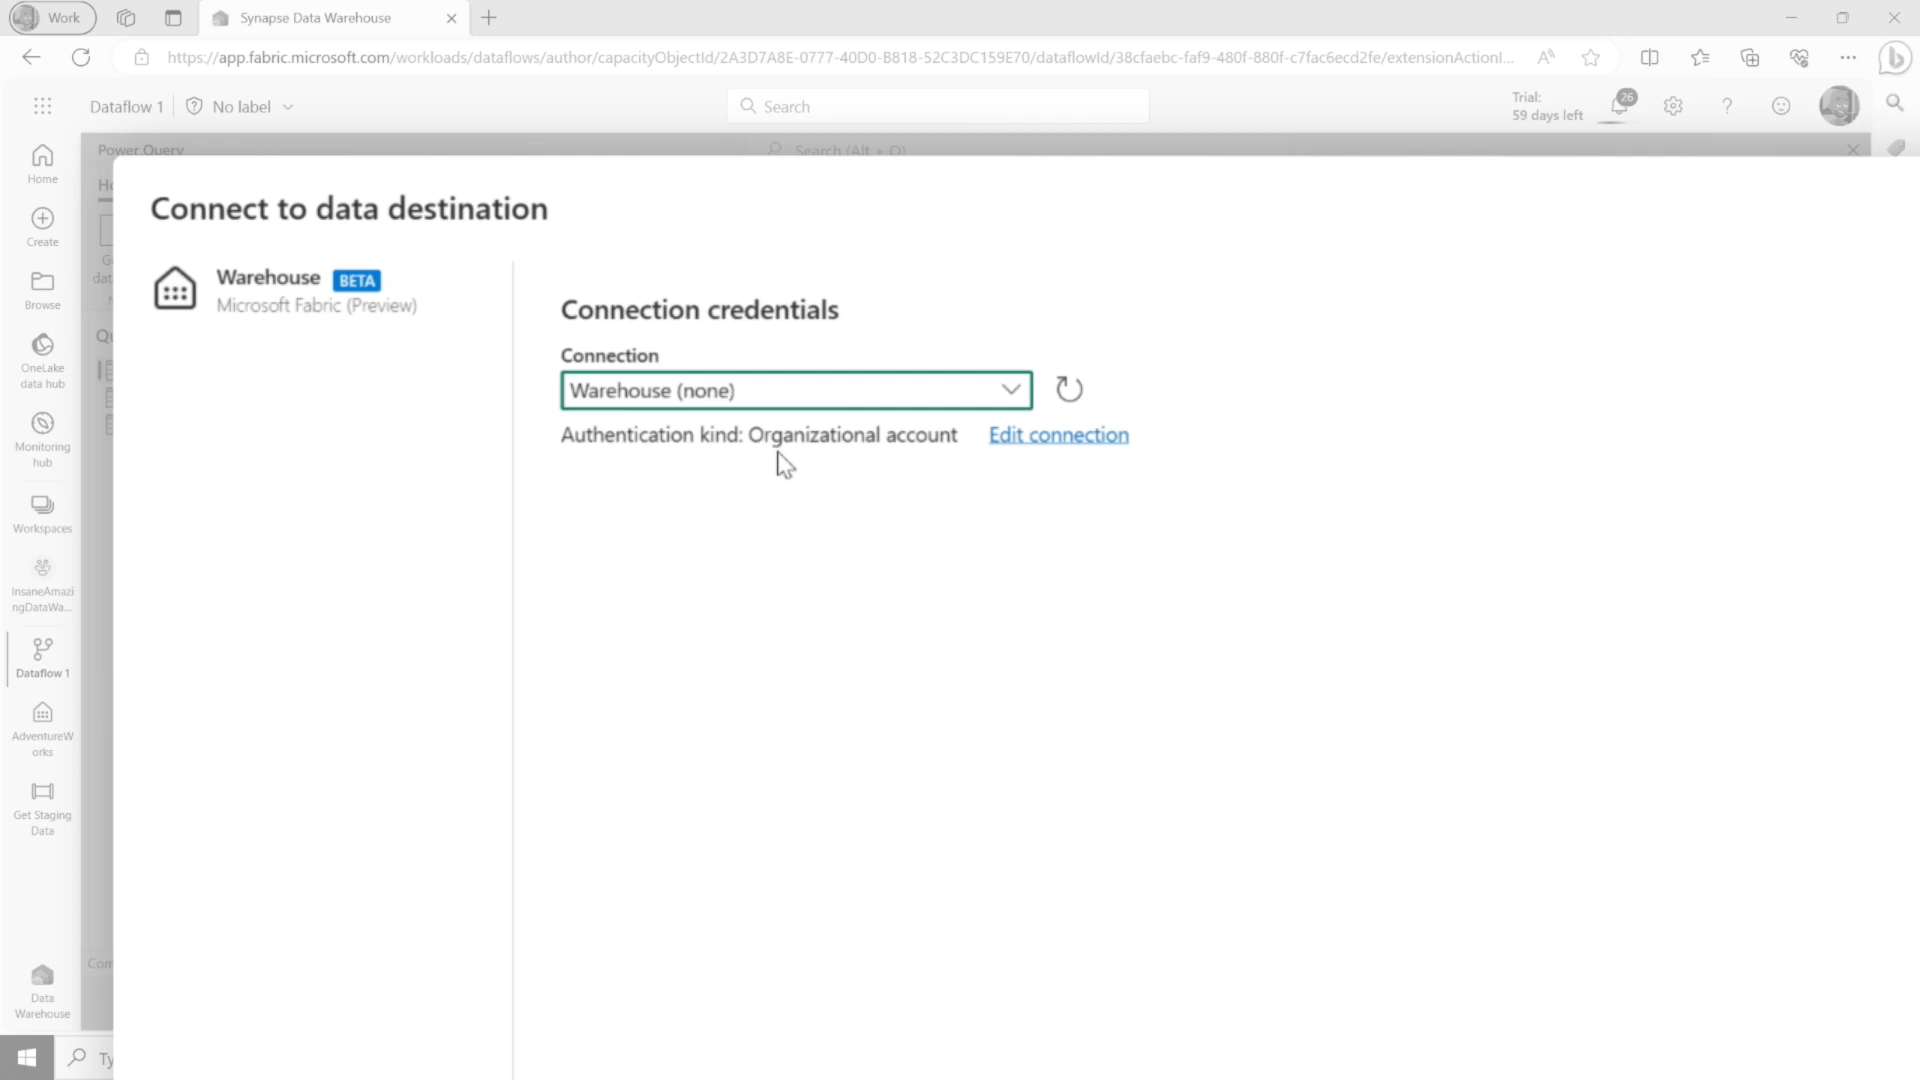 Work
Synapse Data Warehouse
https://app.fabric.microsoft.com/workloads/dataflows/author/capacityObjectId/2A3D7A8E-0777-40D0-B818-52C3DC159E70/dataflowId/38cfaebc-faf9-480f-880f-c7fac6ecd2fe/extensionActionI...
Dataflow 1
No label
Search
Trial:
59 days left
26
Power Query
Search (Alt + Q)
Home
Create
Browse
OneLake
data hub
Monitoring
hub
Workspaces
InsaneAmazi
ngDataWa...
Dataflow 1
AdventureW
orks
Get Staging
Data
Data
Warehouse
Connect to data destination
Warehouse BETA
Microsoft Fabric (Preview)
Connection credentials
Connection
Warehouse (none)
Authentication kind: Organizational account Edit connection